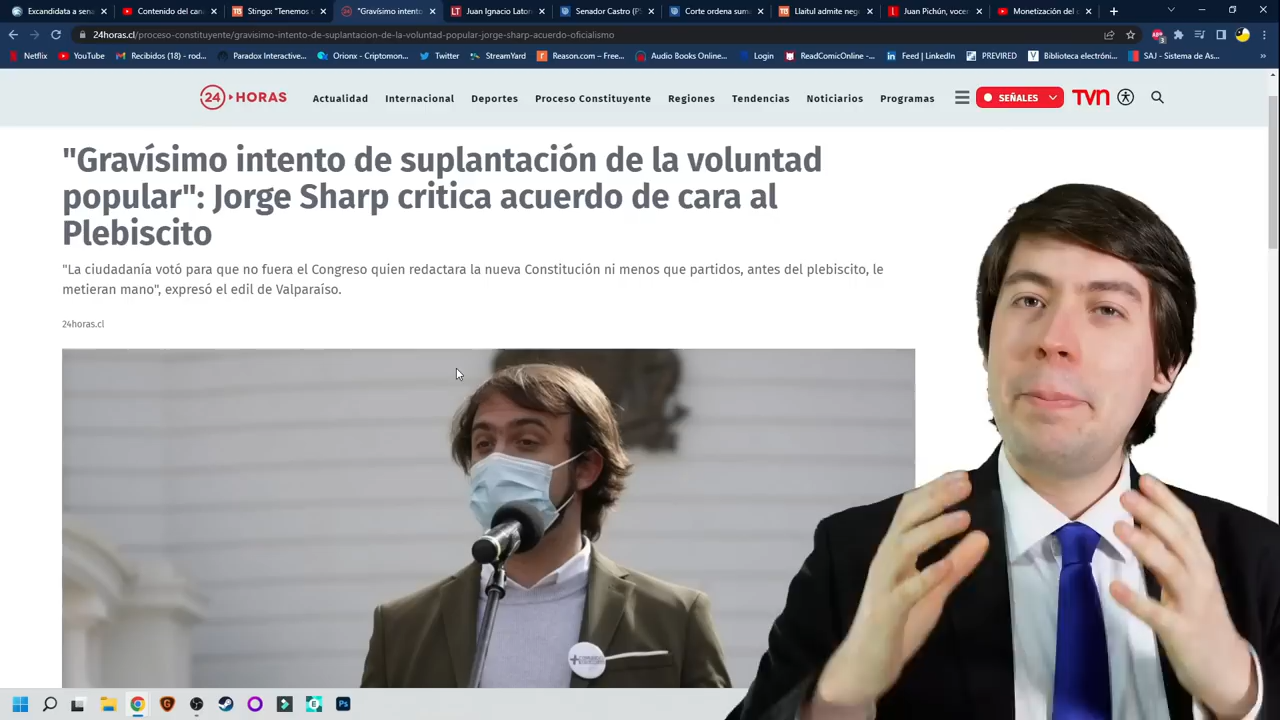 Excandidata a sena
Contenido del cana
Stingo: "Tenemos e
"Gravísimo intento
Juan Ignacio Lator
Senador Castro (PS
Corte ordena suma
Llaitul admite nego
Juan Pichún, vocer
Monetización del c
24horas.cl/proceso-constituyente/gravisimo-intento-de-suplantacion-de-la-voluntad-popular-jorge-sharp-acuerdo-oficialismo
Netflix
YouTube
Recibidos (18) - rod...
Paradox Interactive...
Orionx - Criptomon...
Twitter
StreamYard
Reason.com – Free...
Audio Books Online...
Login
ReadComicOnline -...
Feed | LinkedIn
PREVIRED
Biblioteca electróni...
SAJ - Sistema de As...
24 HORAS
Actualidad
Internacional
Deportes
Proceso Constituyente
Regiones
Tendencias
Noticiarios
Programas
SEÑALES
TVN
"Gravísimo intento de suplantación de la voluntad
popular": Jorge Sharp critica acuerdo de cara al
Plebiscito
"La ciudadanía votó para que no fuera el Congreso quien redactara la nueva Constitución ni menos que partidos, antes del plebiscito, le
metieran mano", expresó el edil de Valparaíso.
24horas.cl